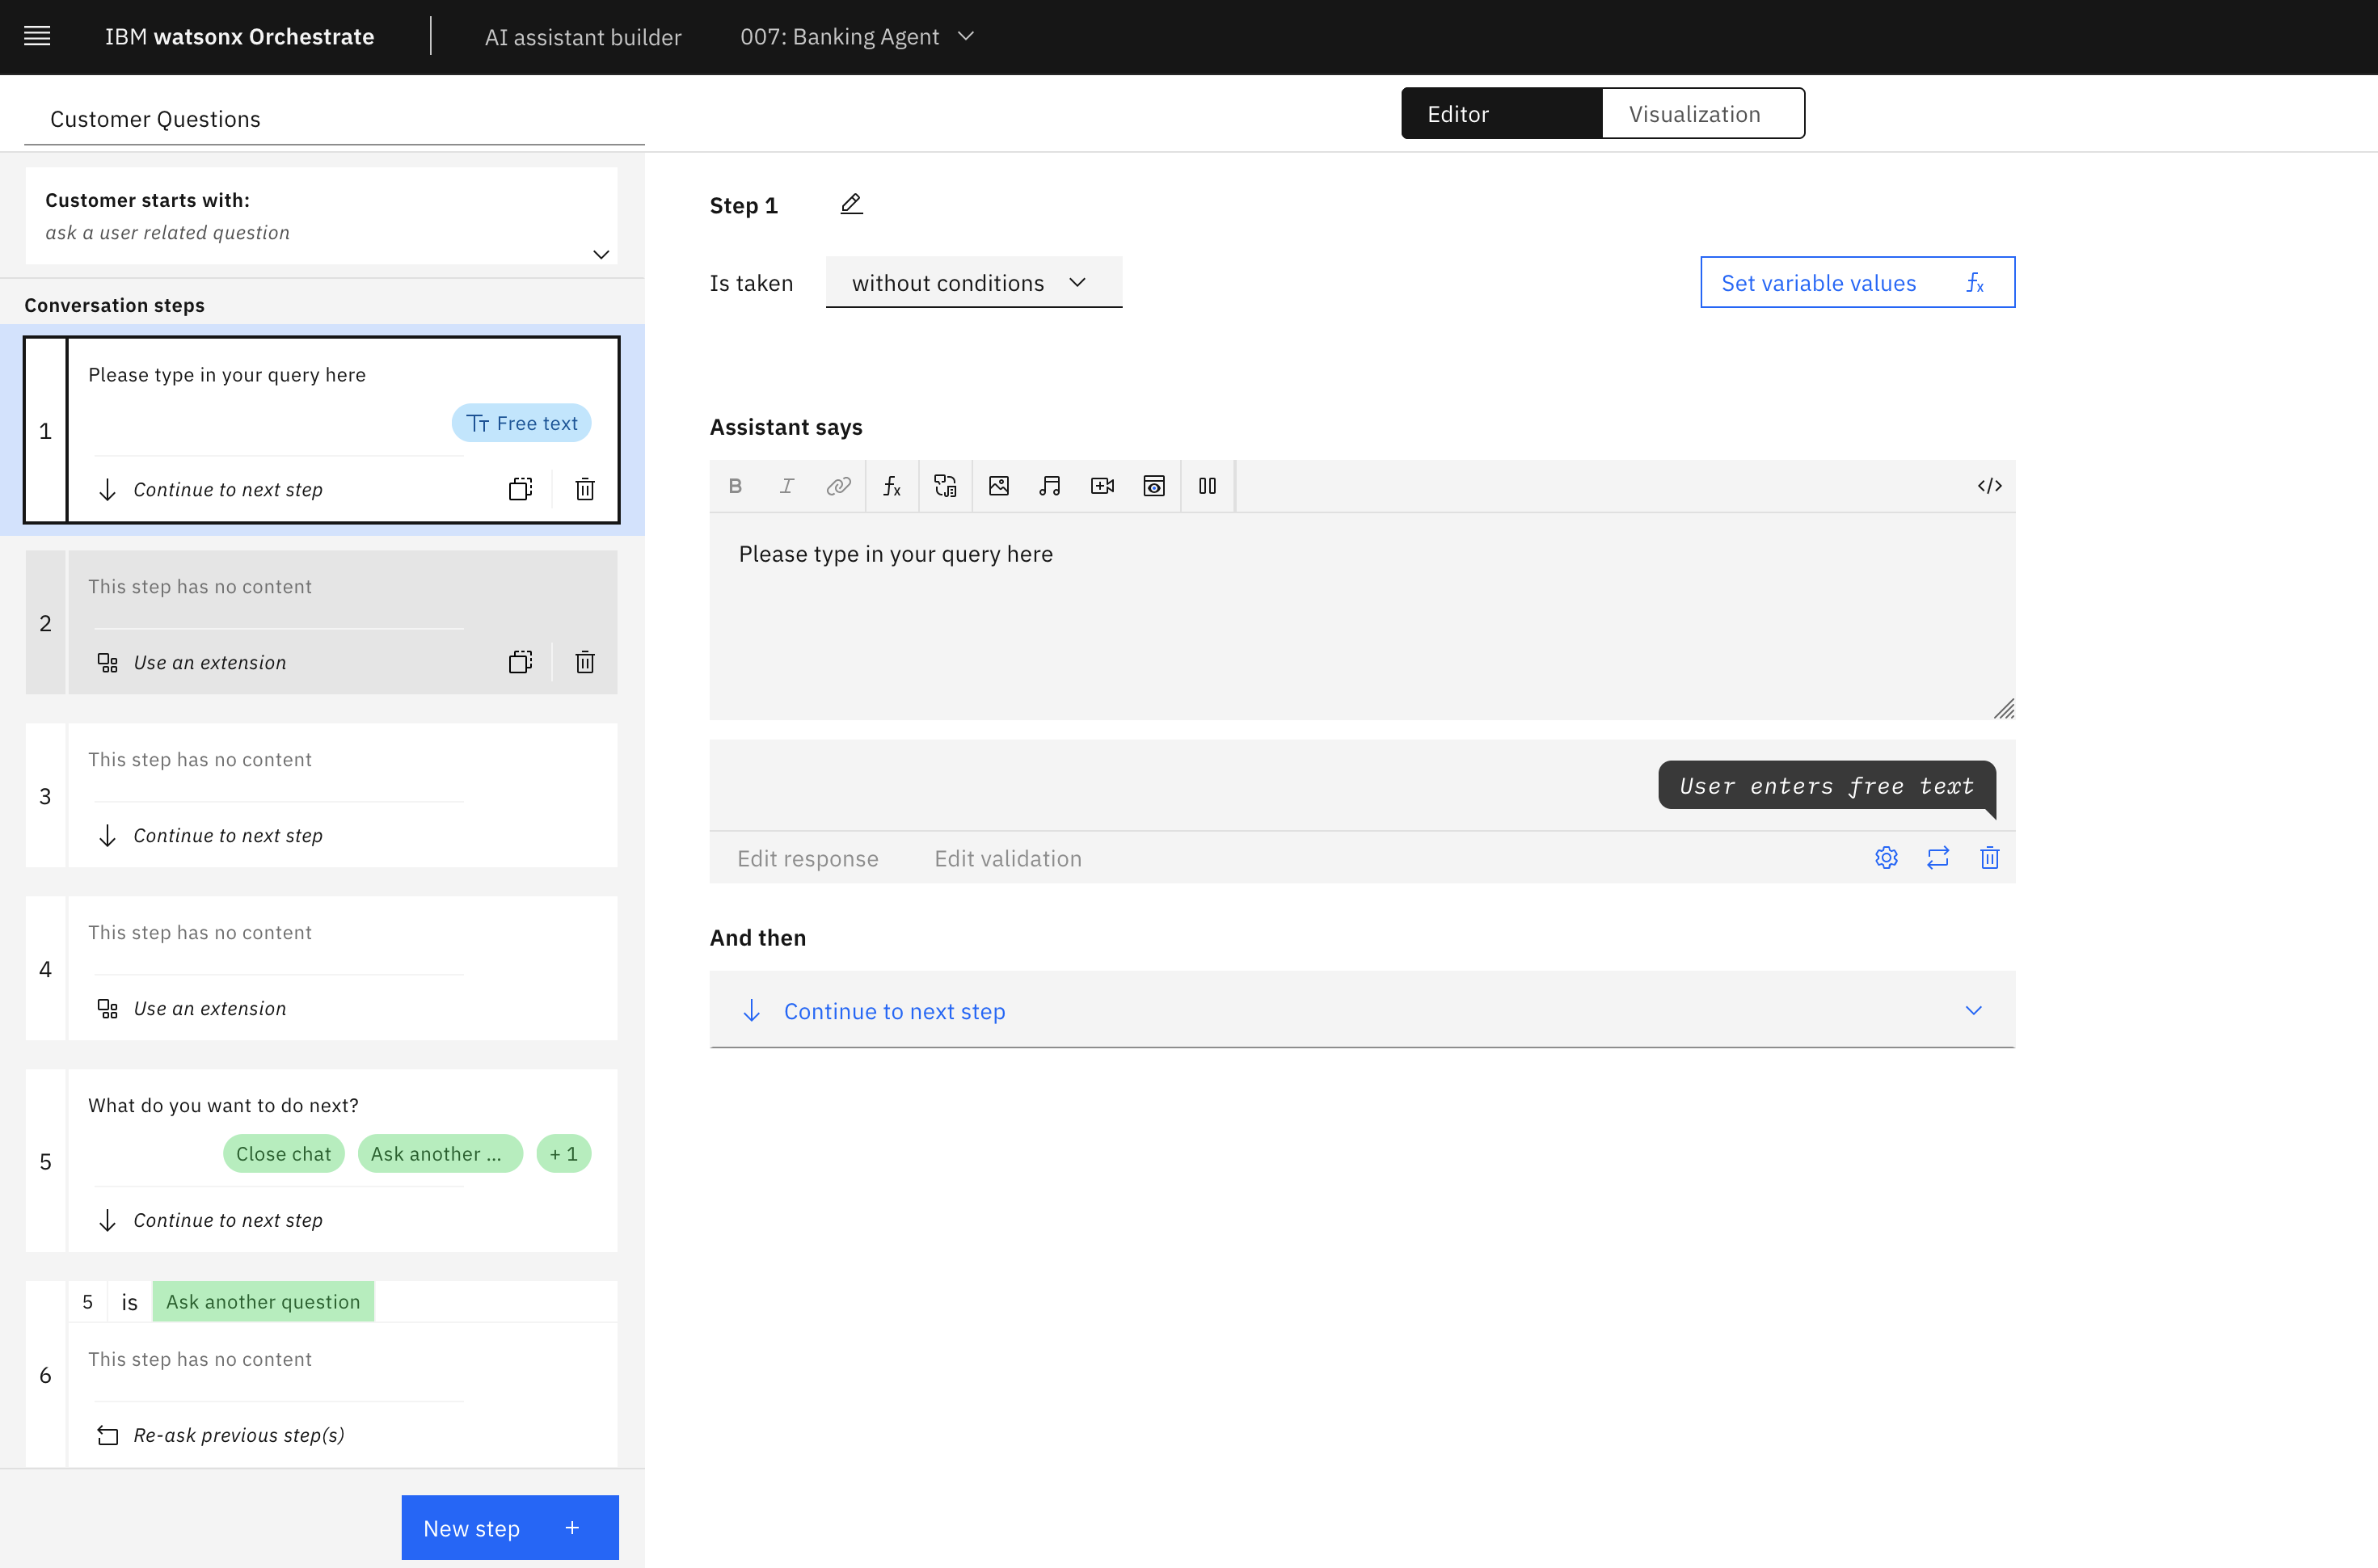 IBM watsonx Orchestrate
AI assistant builder
007: Banking Agent
Customer Questions
Editor
Visualization
Customer starts with:
ask a user related question
Conversation steps
1
Please type in your query here
Free text
Continue to next step
2
This step has no content
Use an extension
3
This step has no content
Continue to next step
4
This step has no content
Use an extension
5
What do you want to do next?
Close chat
Ask another ...
+ 1
Continue to next step
6
5 is Ask another question
This step has no content
Re-ask previous step(s)
New step +
Step 1
Is taken
without conditions
Set variable values fx
Assistant says
B I fx </>
Please type in your query here
User enters free text
Edit response
Edit validation
And then
Continue to next step